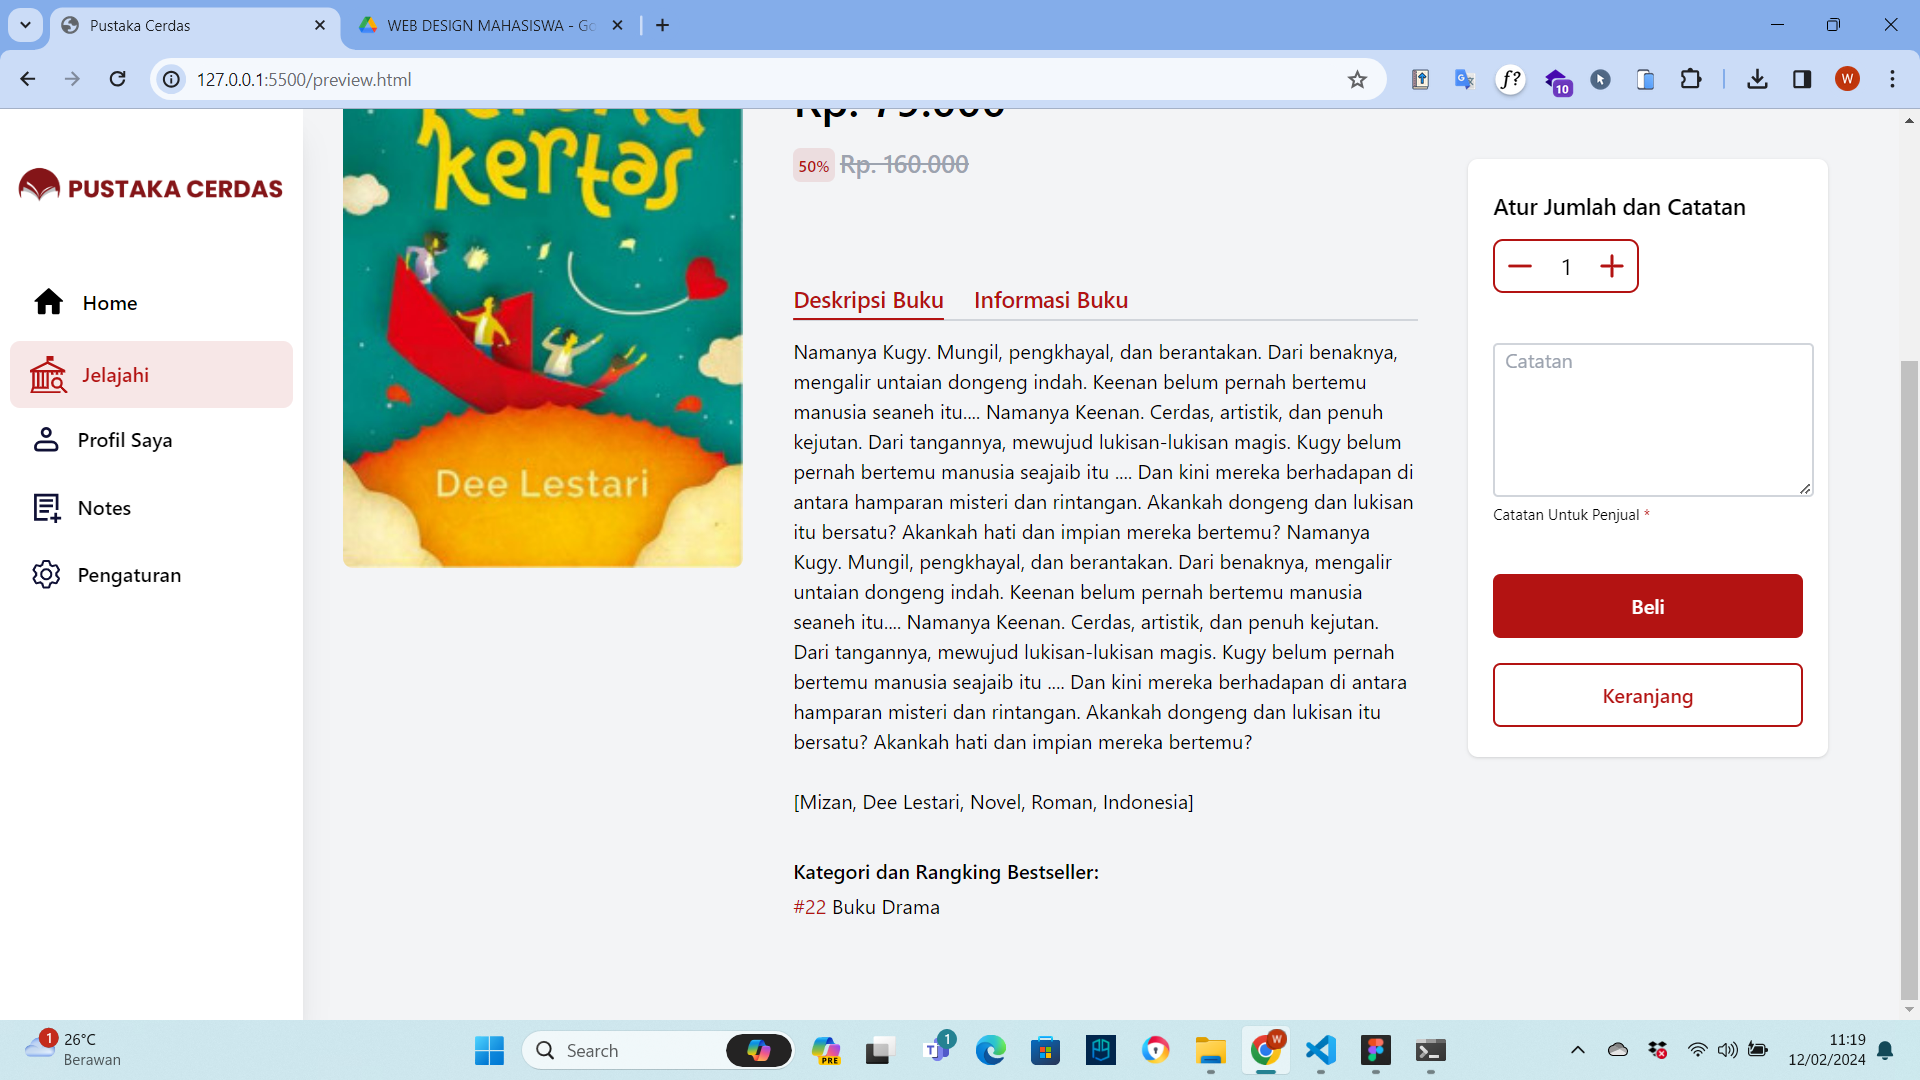 Pustaka Cerdas
WEB DESIGN MAHASISWA - Go
127.0.0.1:5500/preview.html
f?
10
W
PUSTAKA CERDAS
Home
Jelajahi
Profil Saya
Notes
Pengaturan
kertas
Dee Lestari
Rp. 79.000
50% Rp. 160.000
Deskripsi Buku
Informasi Buku
Namanya Kugy. Mungil, pengkhayal, dan berantakan. Dari benaknya,
mengalir untaian dongeng indah. Keenan belum pernah bertemu
manusia seaneh itu.... Namanya Keenan. Cerdas, artistik, dan penuh
kejutan. Dari tangannya, mewujud lukisan-lukisan magis. Kugy belum
pernah bertemu manusia seajaib itu .... Dan kini mereka berhadapan di
antara hamparan misteri dan rintangan. Akankah dongeng dan lukisan
itu bersatu? Akankah hati dan impian mereka bertemu? Namanya
Kugy. Mungil, pengkhayal, dan berantakan. Dari benaknya, mengalir
untaian dongeng indah. Keenan belum pernah bertemu manusia
seaneh itu.... Namanya Keenan. Cerdas, artistik, dan penuh kejutan.
Dari tangannya, mewujud lukisan-lukisan magis. Kugy belum pernah
bertemu manusia seajaib itu .... Dan kini mereka berhadapan di antara
hamparan misteri dan rintangan. Akankah dongeng dan lukisan itu
bersatu? Akankah hati dan impian mereka bertemu?
[Mizan, Dee Lestari, Novel, Roman, Indonesia]
Kategori dan Rangking Bestseller:
#22 Buku Drama
Atur Jumlah dan Catatan
1
Catatan
Catatan Untuk Penjual *
Beli
Keranjang
1
26°C
Berawan
Search
PRE
1
W
11:19
12/02/2024